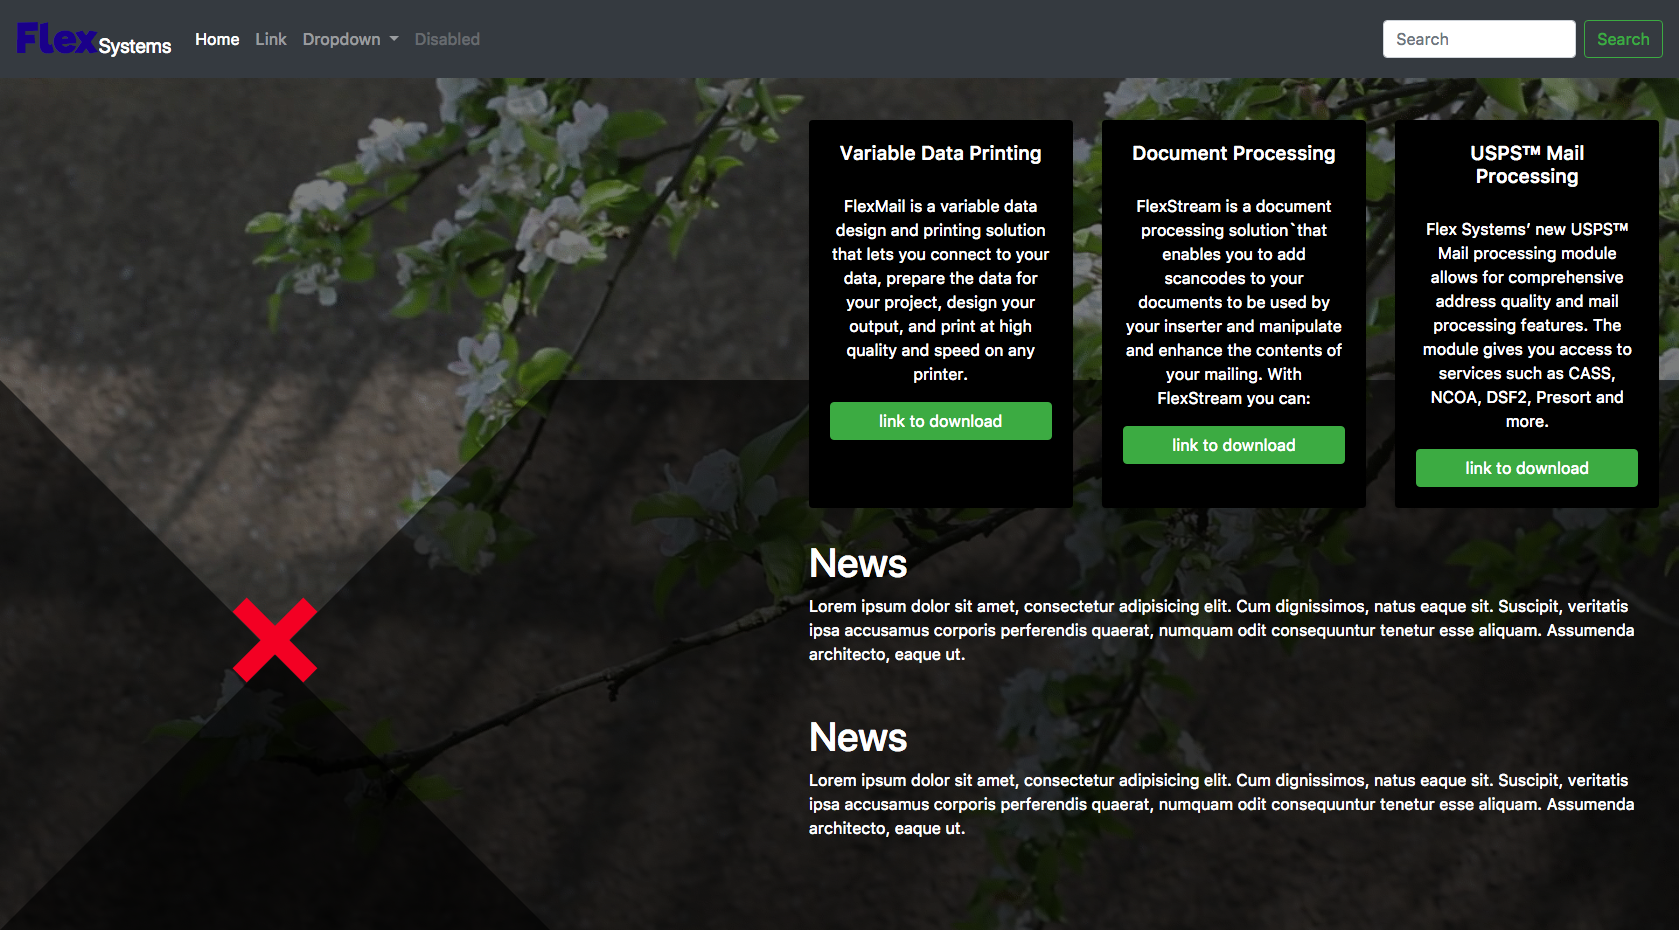 FlexSystems Home Link Dropdown Disabled Search Search
Variable Data Printing
FlexMail is a variable data
design and printing solution
that lets you connect to your
data, prepare the data for
your project, design your
output, and print at high
quality and speed on any
printer.
link to download
Document Processing
FlexStream is a document
processing solution`that
enables you to add
scancodes to your
documents to be used by
your inserter and manipulate
and enhance the contents of
your mailing. With
FlexStream you can:
link to download
USPS™ Mail
Processing
Flex Systems’ new USPS™
Mail processing module
allows for comprehensive
address quality and mail
processing features. The
module gives you access to
services such as CASS,
NCOA, DSF2, Presort and
more.
link to download
News
Lorem ipsum dolor sit amet, consectetur adipisicing elit. Cum dignissimos, natus eaque sit. Suscipit, veritatis
ipsa accusamus corporis perferendis quaerat, numquam odit consequuntur tenetur esse aliquam. Assumenda
architecto, eaque ut.
News
Lorem ipsum dolor sit amet, consectetur adipisicing elit. Cum dignissimos, natus eaque sit. Suscipit, veritatis
ipsa accusamus corporis perferendis quaerat, numquam odit consequuntur tenetur esse aliquam. Assumenda
architecto, eaque ut.